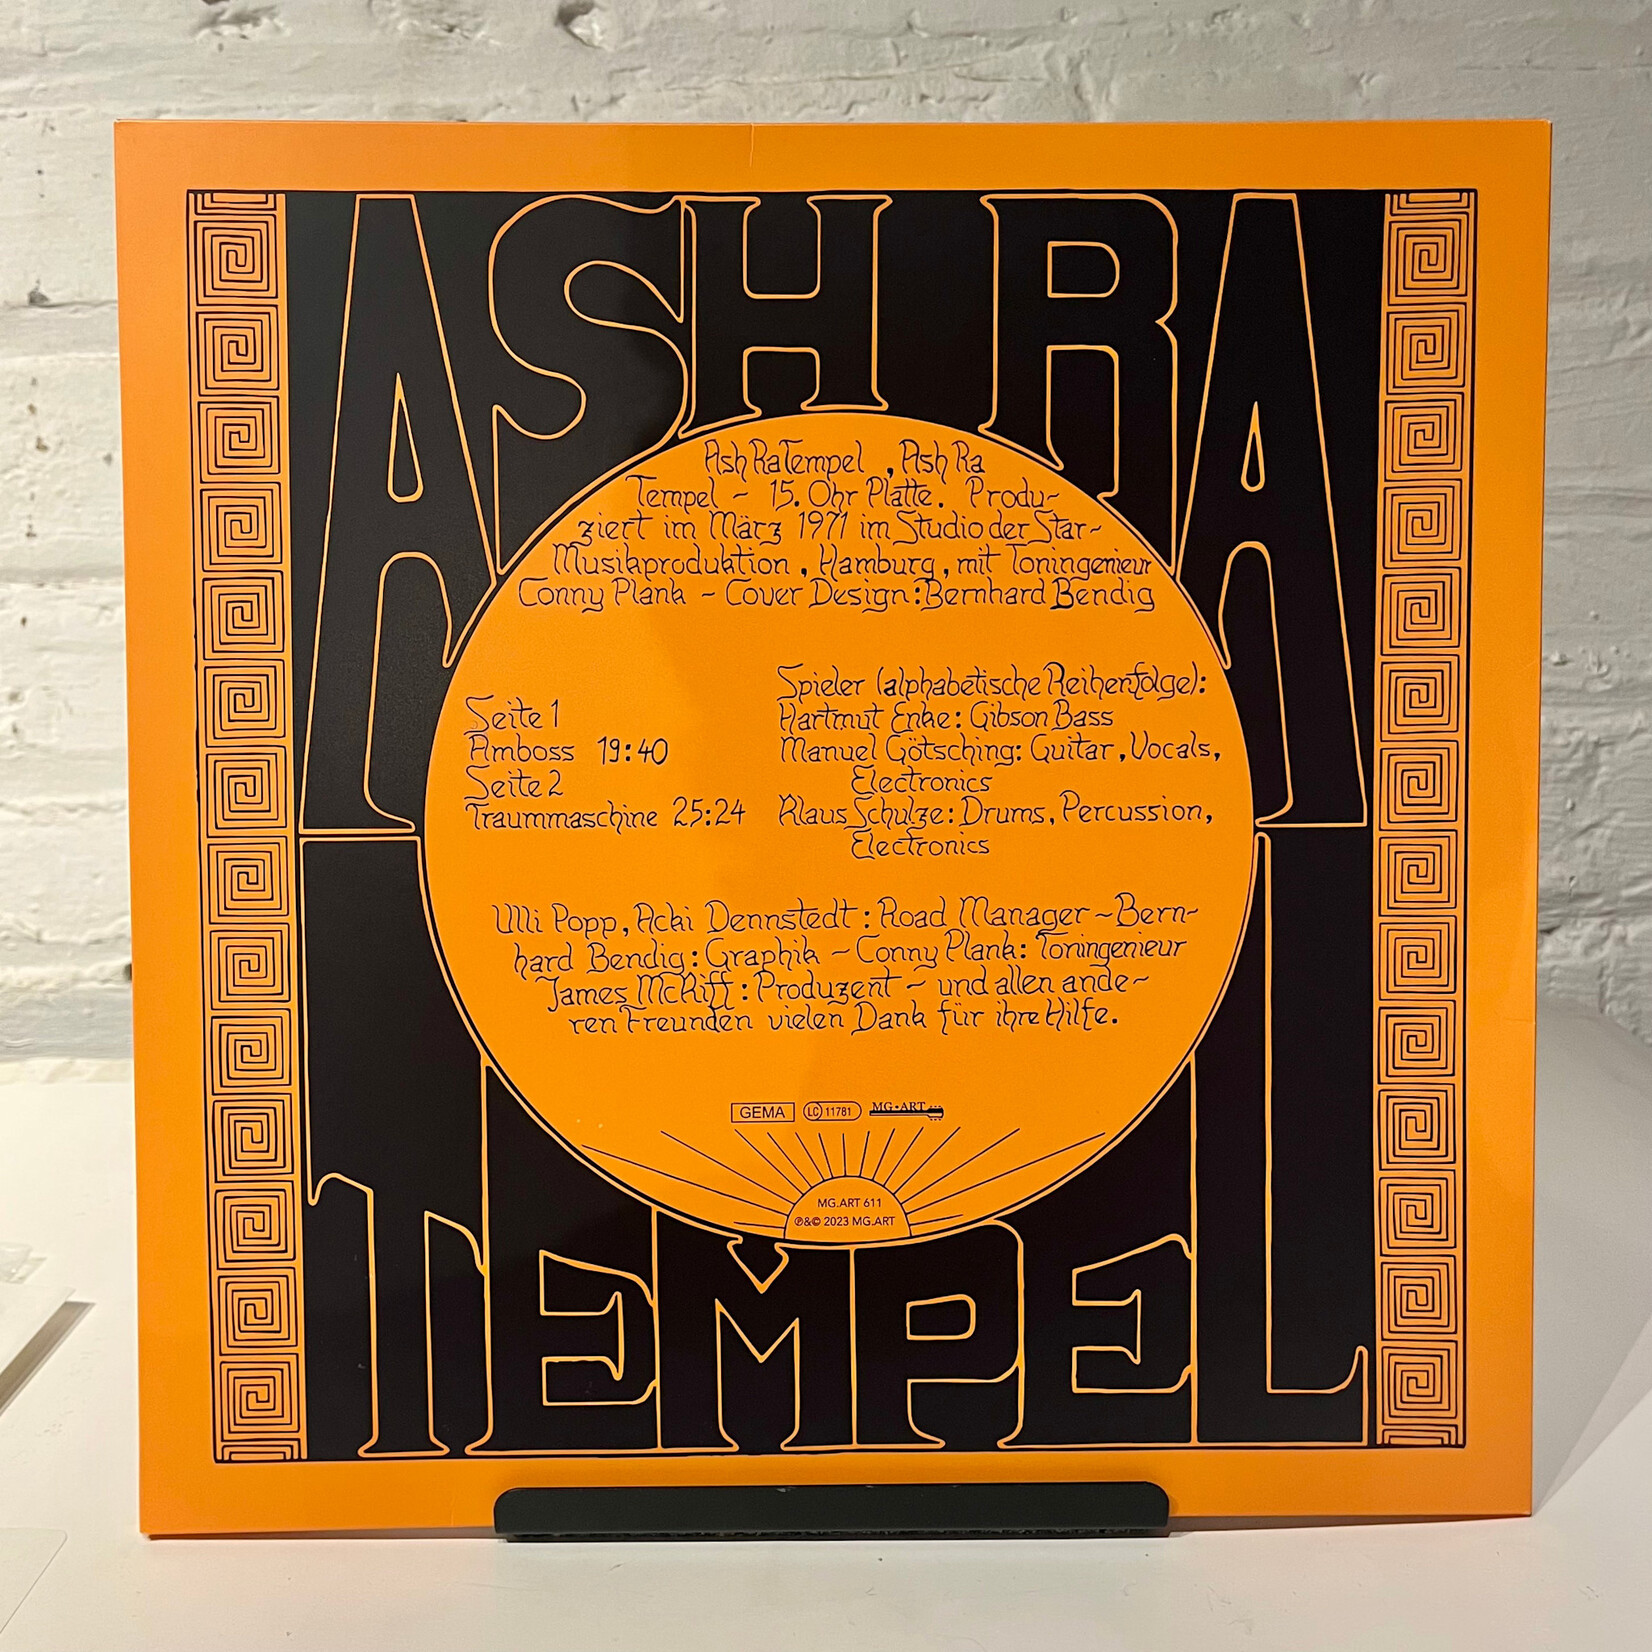 ASH RA
Ash Ra Tempel , Ash Ra
Tempel ~ 15. Ohr Platte. Produ~
ziert im März 1971 im Studio der Star~
Musikproduktion , Hamburg , mit Toningenieur
Conny Plank ~ Cover Design : Bernhard Bendig
Seite 1
Amboss 19:40
Seite 2
Traummaschine 25:24
Spieler (alphabetische Reihenfolge):
Hartmut Enke: Gibson Bass
Manuel Götsching: Guitar, Vocals,
Electronics
Klaus Schulze: Drums, Percussion,
Electronics
Ulli Popp, Acki Dennstedt : Road Manager ~ Bern~
hard Bendig : Graphik ~ Conny Plank: Toningenieur
James McKiff : Produzent ~ und allen ande~
ren Freunden vielen Dank für ihre Hilfe.
GEMA LC 11781 MG•ART
MG.ART 611
℗&© 2023 MG.ART
TEMPEL